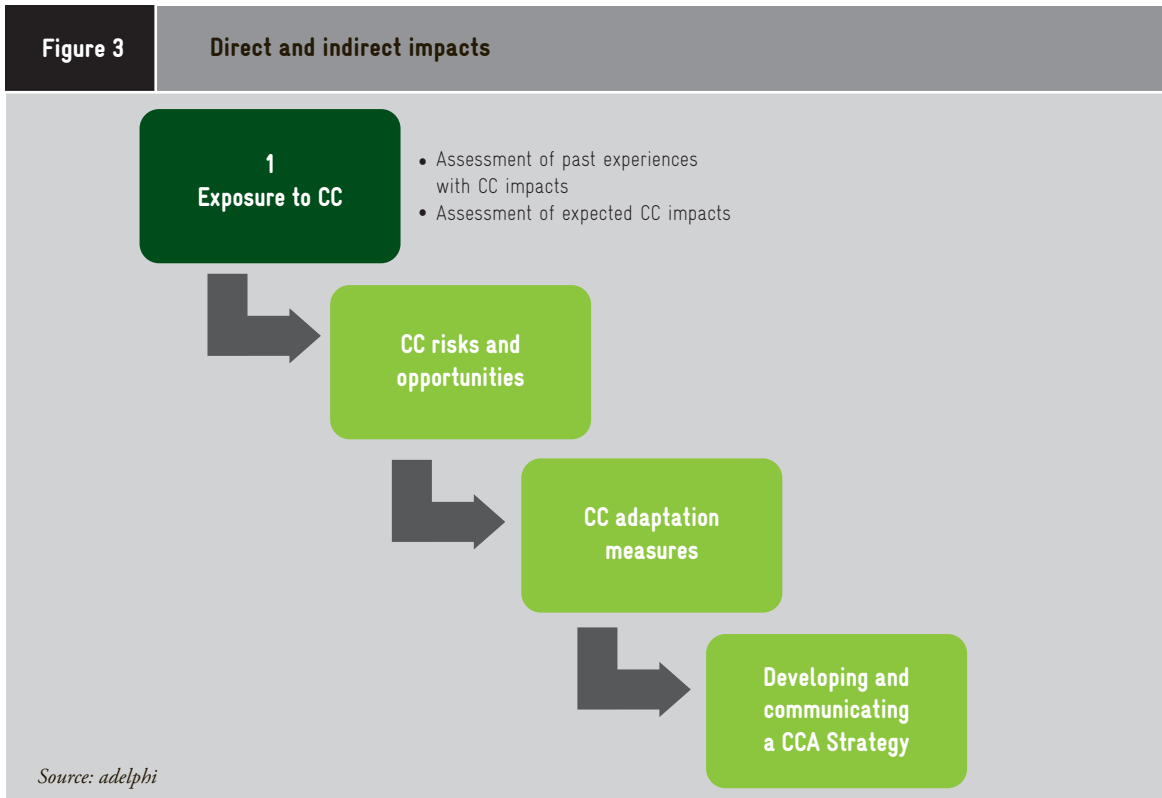 Figure 3
Direct and indirect impacts
1
Exposure to CC
• Assessment of past experiences
with CC impacts
• Assessment of expected CC impacts
CC risks and
opportunities
CC adaptation
measures
Developing and
communicating
a CCA Strategy
Source: adelphi